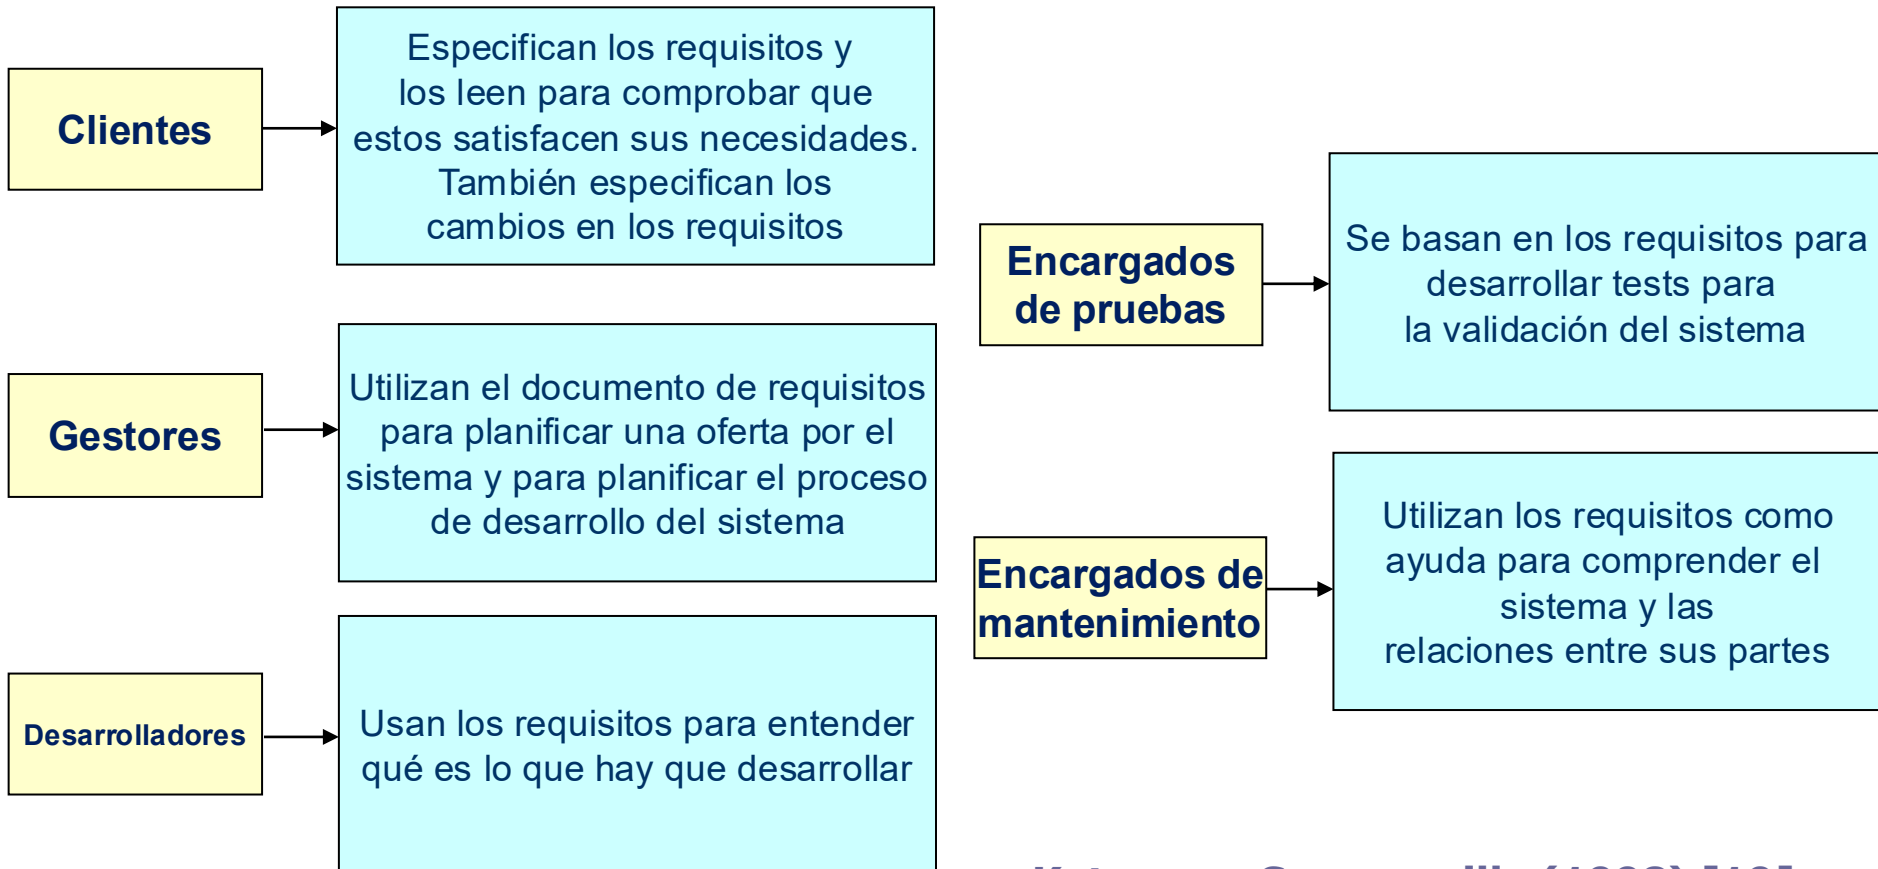 Clientes
Especifican los requisitos y
los leen para comprobar que
estos satisfacen sus necesidades.
También especifican los
cambios en los requisitos
Gestores
Utilizan el documento de requisitos
para planificar una oferta por el
sistema y para planificar el proceso
de desarrollo del sistema
Desarrolladores
Usan los requisitos para entender
qué es lo que hay que desarrollar
Encargados
de pruebas
Se basan en los requisitos para
desarrollar tests para
la validación del sistema
Encargados de
mantenimiento
Utilizan los requisitos como
ayuda para comprender el
sistema y las
relaciones entre sus partes